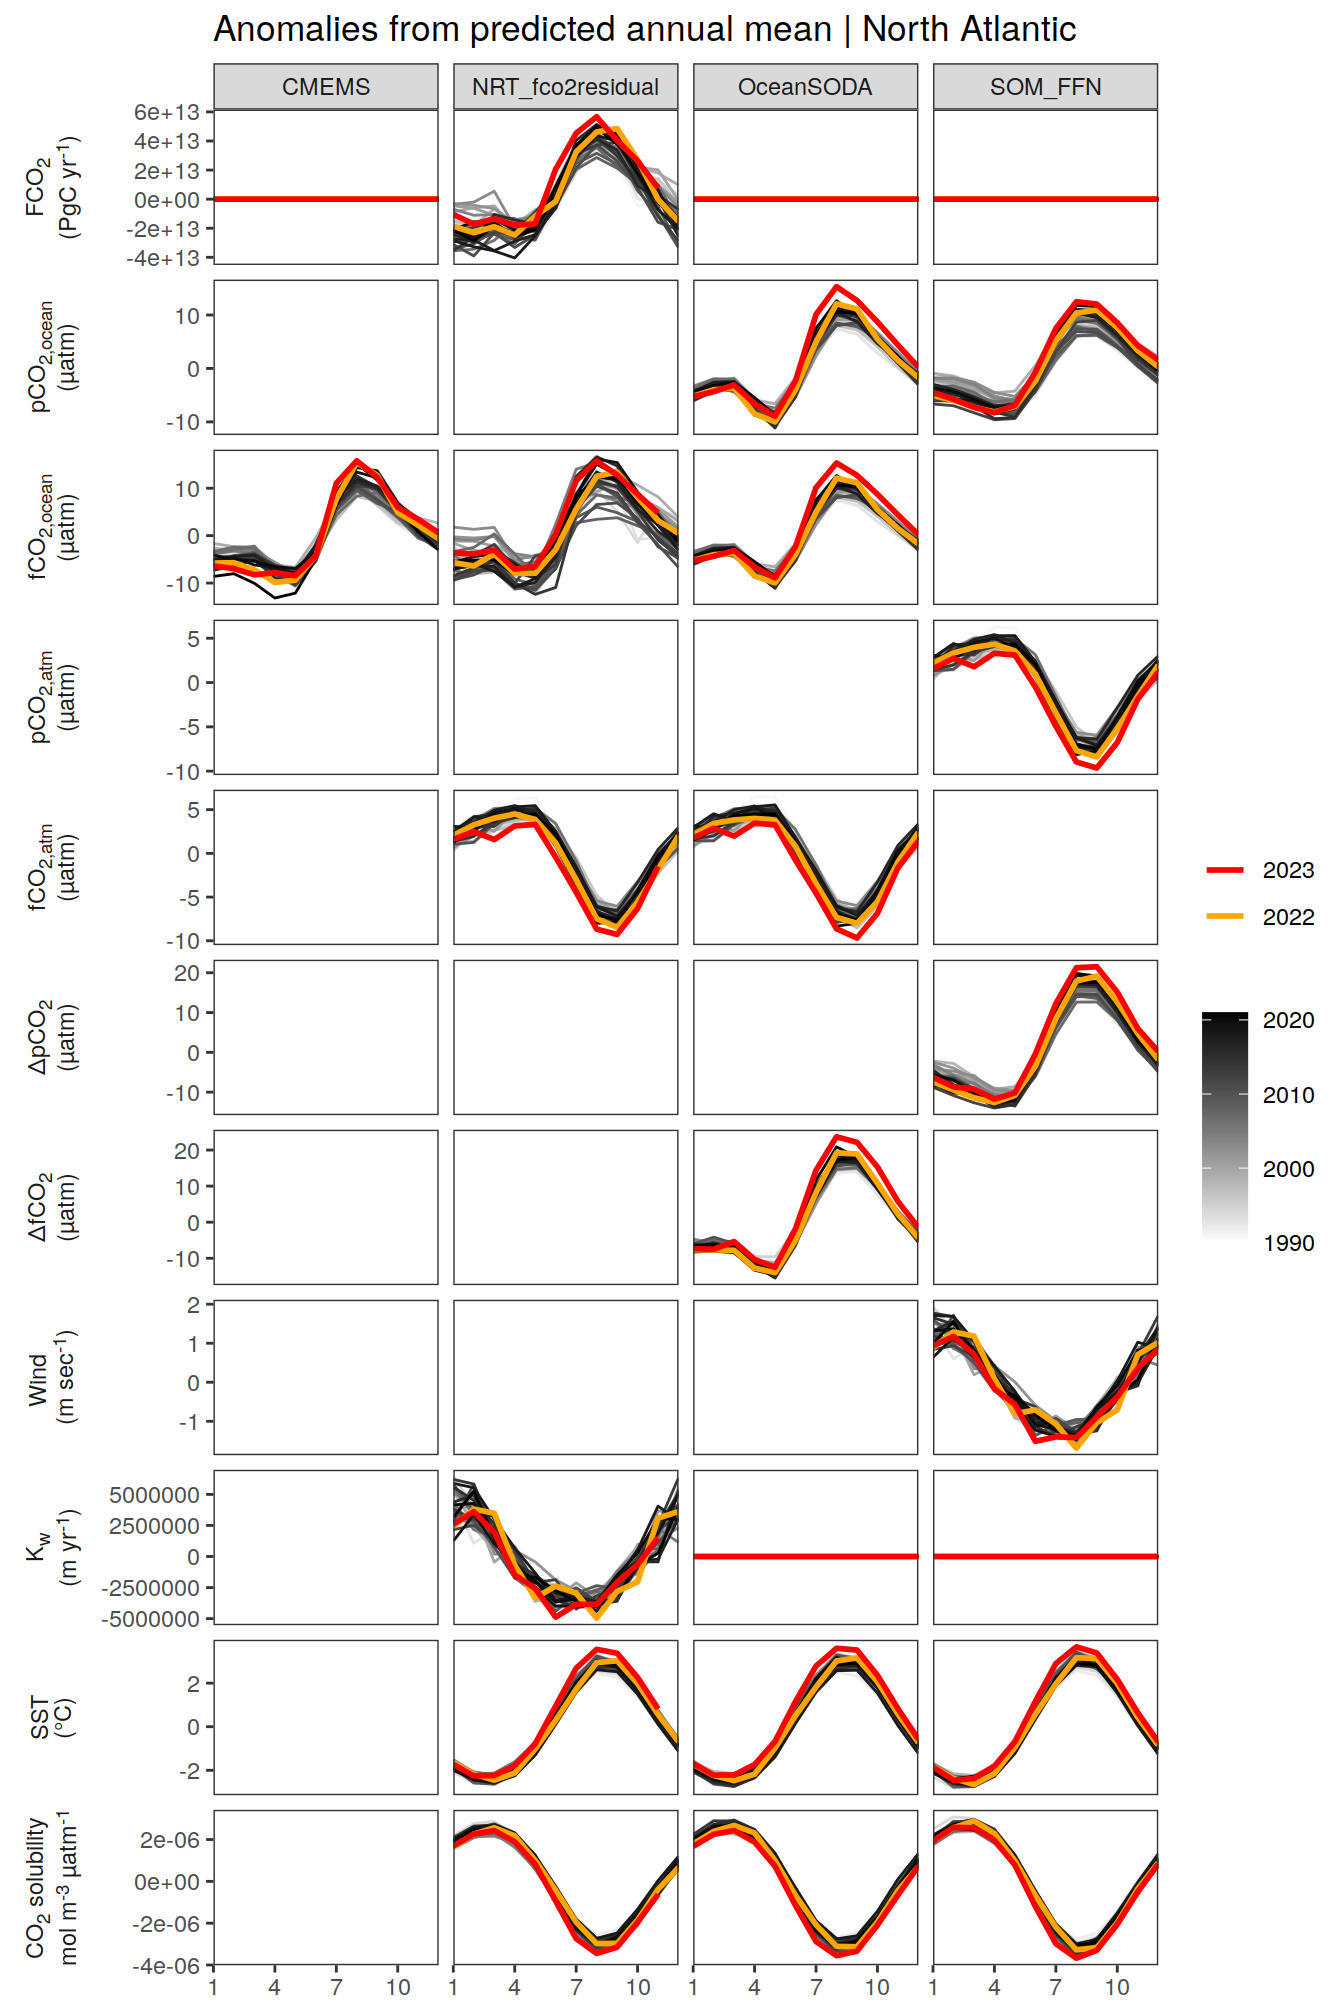 Anomalies from predicted annual mean | North Atlantic
CMEMS NRT_fco2residual OceanSODA SOM_FFN
FCO₂
(PgC yr⁻¹)
6e+13
4e+13
2e+13
0e+00
-2e+13
-4e+13
pCO₂,ocean
(µatm)
10
0
-10
fCO₂,ocean
(µatm)
10
0
-10
pCO₂,atm
(µatm)
5
0
-5
-10
fCO₂,atm
(µatm)
5
0
-5
-10
ΔpCO₂
(µatm)
20
10
0
-10
ΔfCO₂
(µatm)
20
10
0
-10
Wind
(m sec⁻¹)
2
1
0
-1
Kw
(m yr⁻¹)
5000000
2500000
0
-2500000
-5000000
SST
(°C)
2
0
-2
CO₂ solubility
mol m⁻³ µatm⁻¹
2e-06
0e+00
-2e-06
-4e-06
1 4 7 10 1 4 7 10 1 4 7 10 1 4 7 10
2023
2022
2020
2010
2000
1990